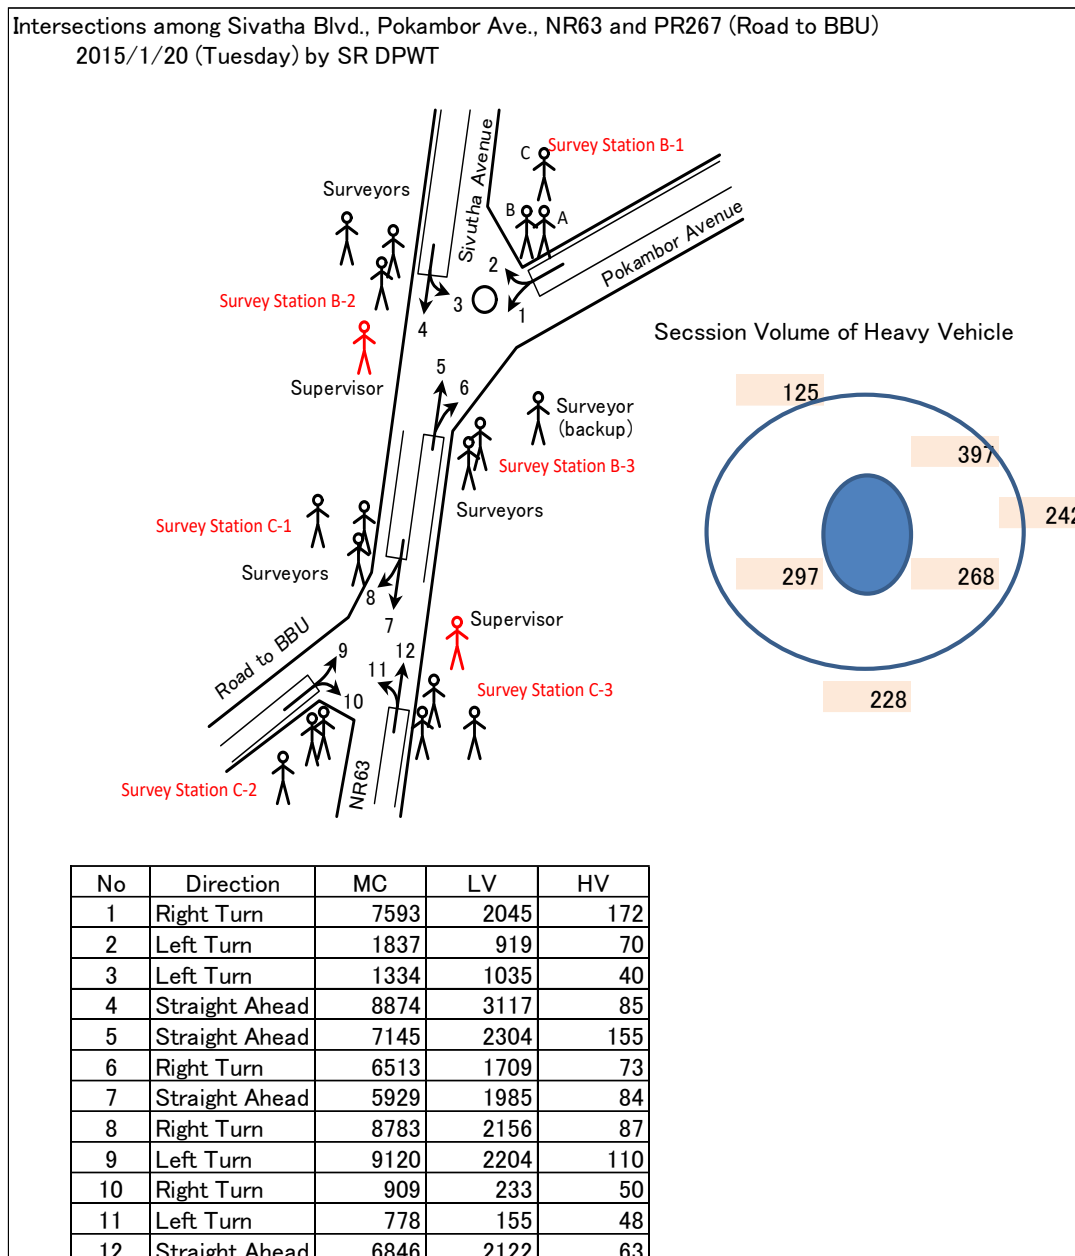 Intersections among Sivatha Blvd., Pokambor Ave., NR63 and PR267 (Road to BBU)
2015/1/20 (Tuesday) by SR DPWT
Survey Station B-1
C
Surveyors
Sivutha Avenue
B
A
Pokambor Avenue
2
Survey Station B-2
3
1
4
Secssion Volume of Heavy Vehicle
Supervisor
5
6
125
Surveyor
(backup)
397
Survey Station B-3
Surveyors
242
Survey Station C-1
Surveyors
297
268
8
7
Supervisor
Road to BBU
9
12
11
10
Survey Station C-3
228
NR63
Survey Station C-2
No Direction MC LV HV
1 Right Turn 7593 2045 172
2 Left Turn 1837 919 70
3 Left Turn 1334 1035 40
4 Straight Ahead 8874 3117 85
5 Straight Ahead 7145 2304 155
6 Right Turn 6513 1709 73
7 Straight Ahead 5929 1985 84
8 Right Turn 8783 2156 87
9 Left Turn 9120 2204 110
10 Right Turn 909 233 50
11 Left Turn 778 155 48
12 Straight Ahead 6846 2122 63